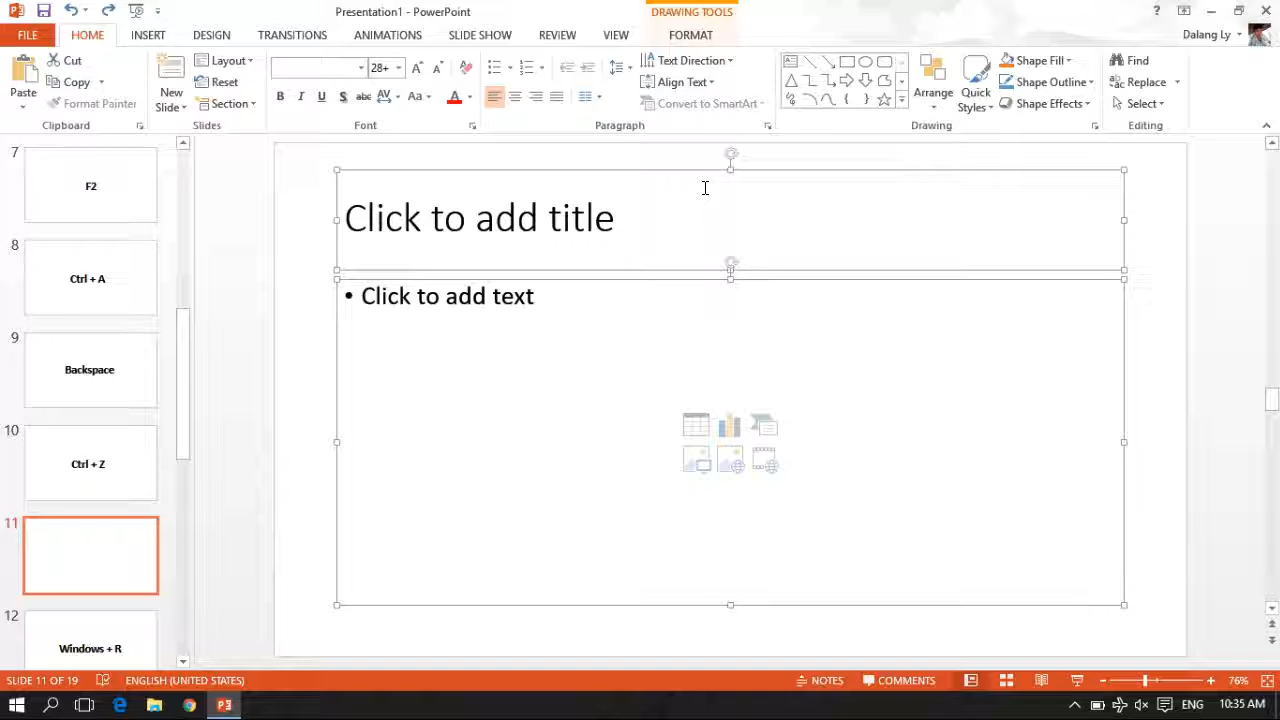 Presentation1 - PowerPoint
DRAWING TOOLS
?
FILE
HOME
INSERT
DESIGN
TRANSITIONS
ANIMATIONS
SLIDE SHOW
REVIEW
VIEW
FORMAT
Dalang Ly
Paste
Cut
Copy
Format Painter
Clipboard
New
Slide
Layout
Reset
Section
Slides
28+
B I U S abc AV Aa A
Font
Text Direction
Align Text
Convert to SmartArt
Paragraph
Arrange
Quick
Styles
Shape Fill
Shape Outline
Shape Effects
Drawing
Find
Replace
Select
Editing
7
F2
8
Ctrl + A
9
Backspace
10
Ctrl + Z
11
12
Windows + R
Click to add title
• Click to add text
SLIDE 11 OF 19
ENGLISH (UNITED STATES)
NOTES
COMMENTS
76%
ENG
10:35 AM